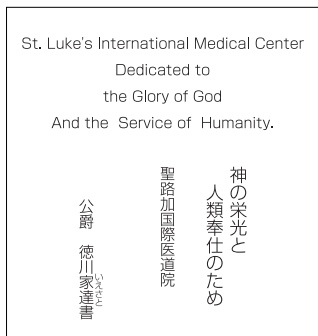 St. Luke's International Medical Center
Dedicated to
the Glory of God
And the Service of Humanity.
神の栄光と
人類奉仕のため
聖路加国際医道院
公爵 徳川家達書
いえさと